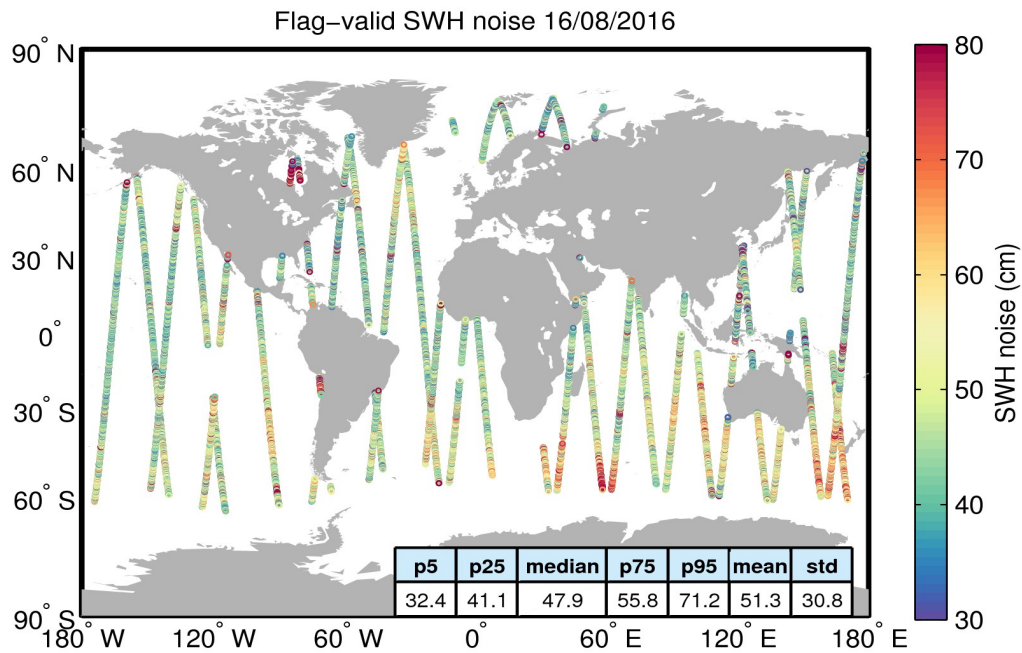 Flag−valid SWH noise 16/08/2016
90° N
60° N
30° N
0°
30° S
60° S
90° S
180° W
120° W
60° W
0°
60° E
120° E
180° E
p5 p25 median p75 p95 mean std
32.4 41.1 47.9 55.8 71.2 51.3 30.8
80
70
60
50
40
30
SWH noise (cm)